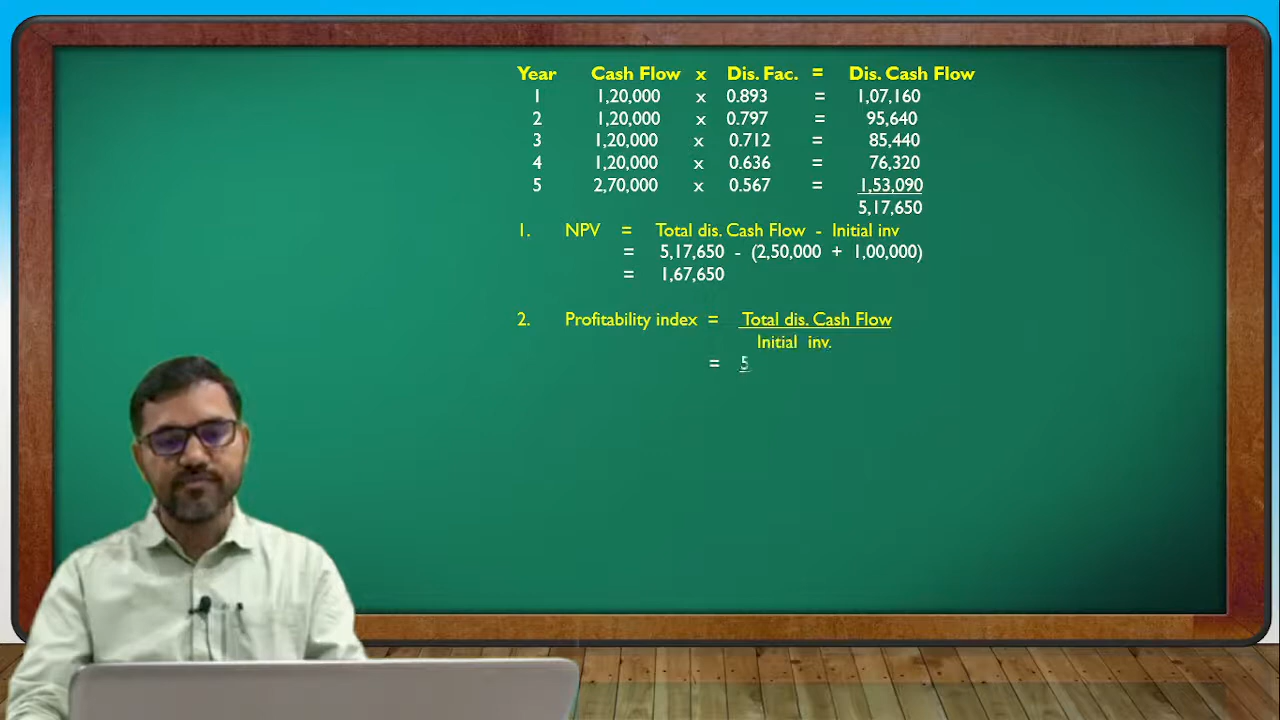 Year Cash Flow x Dis. Fac. = Dis. Cash Flow
1 1,20,000 x 0.893 = 1,07,160
2 1,20,000 x 0.797 = 95,640
3 1,20,000 x 0.712 = 85,440
4 1,20,000 x 0.636 = 76,320
5 2,70,000 x 0.567 = 1,53,090
5,17,650
1. NPV = Total dis. Cash Flow - Initial inv
= 5,17,650 - (2,50,000 + 1,00,000)
= 1,67,650
2. Profitability index = Total dis. Cash Flow
Initial inv.
= 5